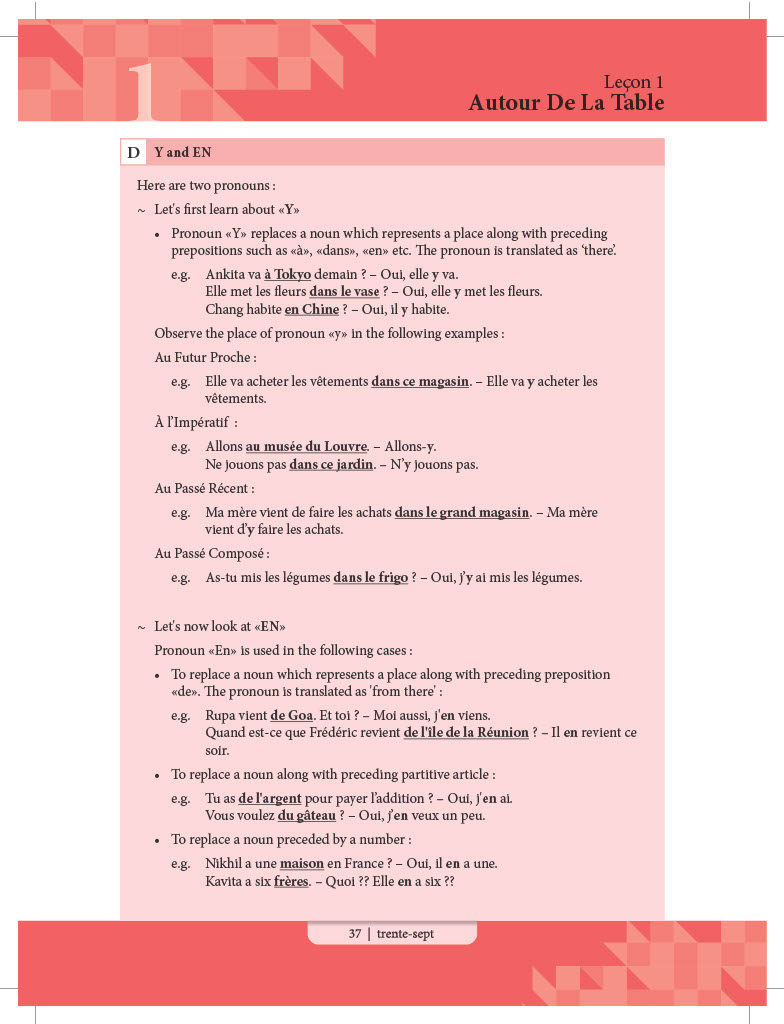 1
Leçon 1
Autour De La Table
D Y and EN
Here are two pronouns :
~ Let's first learn about «Y»
• Pronoun «Y» replaces a noun which represents a place along with preceding
prepositions such as «à», «dans», «en» etc. The pronoun is translated as ‘there’.
e.g. Ankita va à Tokyo demain ? – Oui, elle y va.
Elle met les fleurs dans le vase ? – Oui, elle y met les fleurs.
Chang habite en Chine ? – Oui, il y habite.
Observe the place of pronoun «y» in the following examples :
Au Futur Proche :
e.g. Elle va acheter les vêtements dans ce magasin. – Elle va y acheter les
vêtements.
À l’Impératif :
e.g. Allons au musée du Louvre. – Allons-y.
Ne jouons pas dans ce jardin. – N’y jouons pas.
Au Passé Récent :
e.g. Ma mère vient de faire les achats dans le grand magasin. – Ma mère
vient d’y faire les achats.
Au Passé Composé :
e.g. As-tu mis les légumes dans le frigo ? – Oui, j’y ai mis les légumes.
~ Let's now look at «EN»
Pronoun «En» is used in the following cases :
• To replace a noun which represents a place along with preceding preposition
«de». The pronoun is translated as 'from there' :
e.g. Rupa vient de Goa. Et toi ? – Moi aussi, j'en viens.
Quand est-ce que Frédéric revient de l'île de la Réunion ? – Il en revient ce
soir.
• To replace a noun along with preceding partitive article :
e.g. Tu as de l'argent pour payer l’addition ? – Oui, j'en ai.
Vous voulez du gâteau ? – Oui, j’en veux un peu.
• To replace a noun preceded by a number :
e.g. Nikhil a une maison en France ? – Oui, il en a une.
Kavita a six frères. – Quoi ?? Elle en a six ??
37 | trente-sept